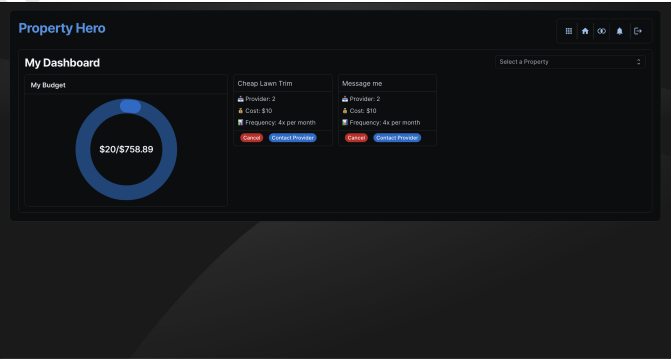 Property Hero
My Dashboard
Select a Property
My Budget
$20/$758.89
Cheap Lawn Trim
Provider: 2
Cost: $10
Frequency: 4x per month
Cancel
Contact Provider
Message me
Provider: 2
Cost: $10
Frequency: 4x per month
Cancel
Contact Provider